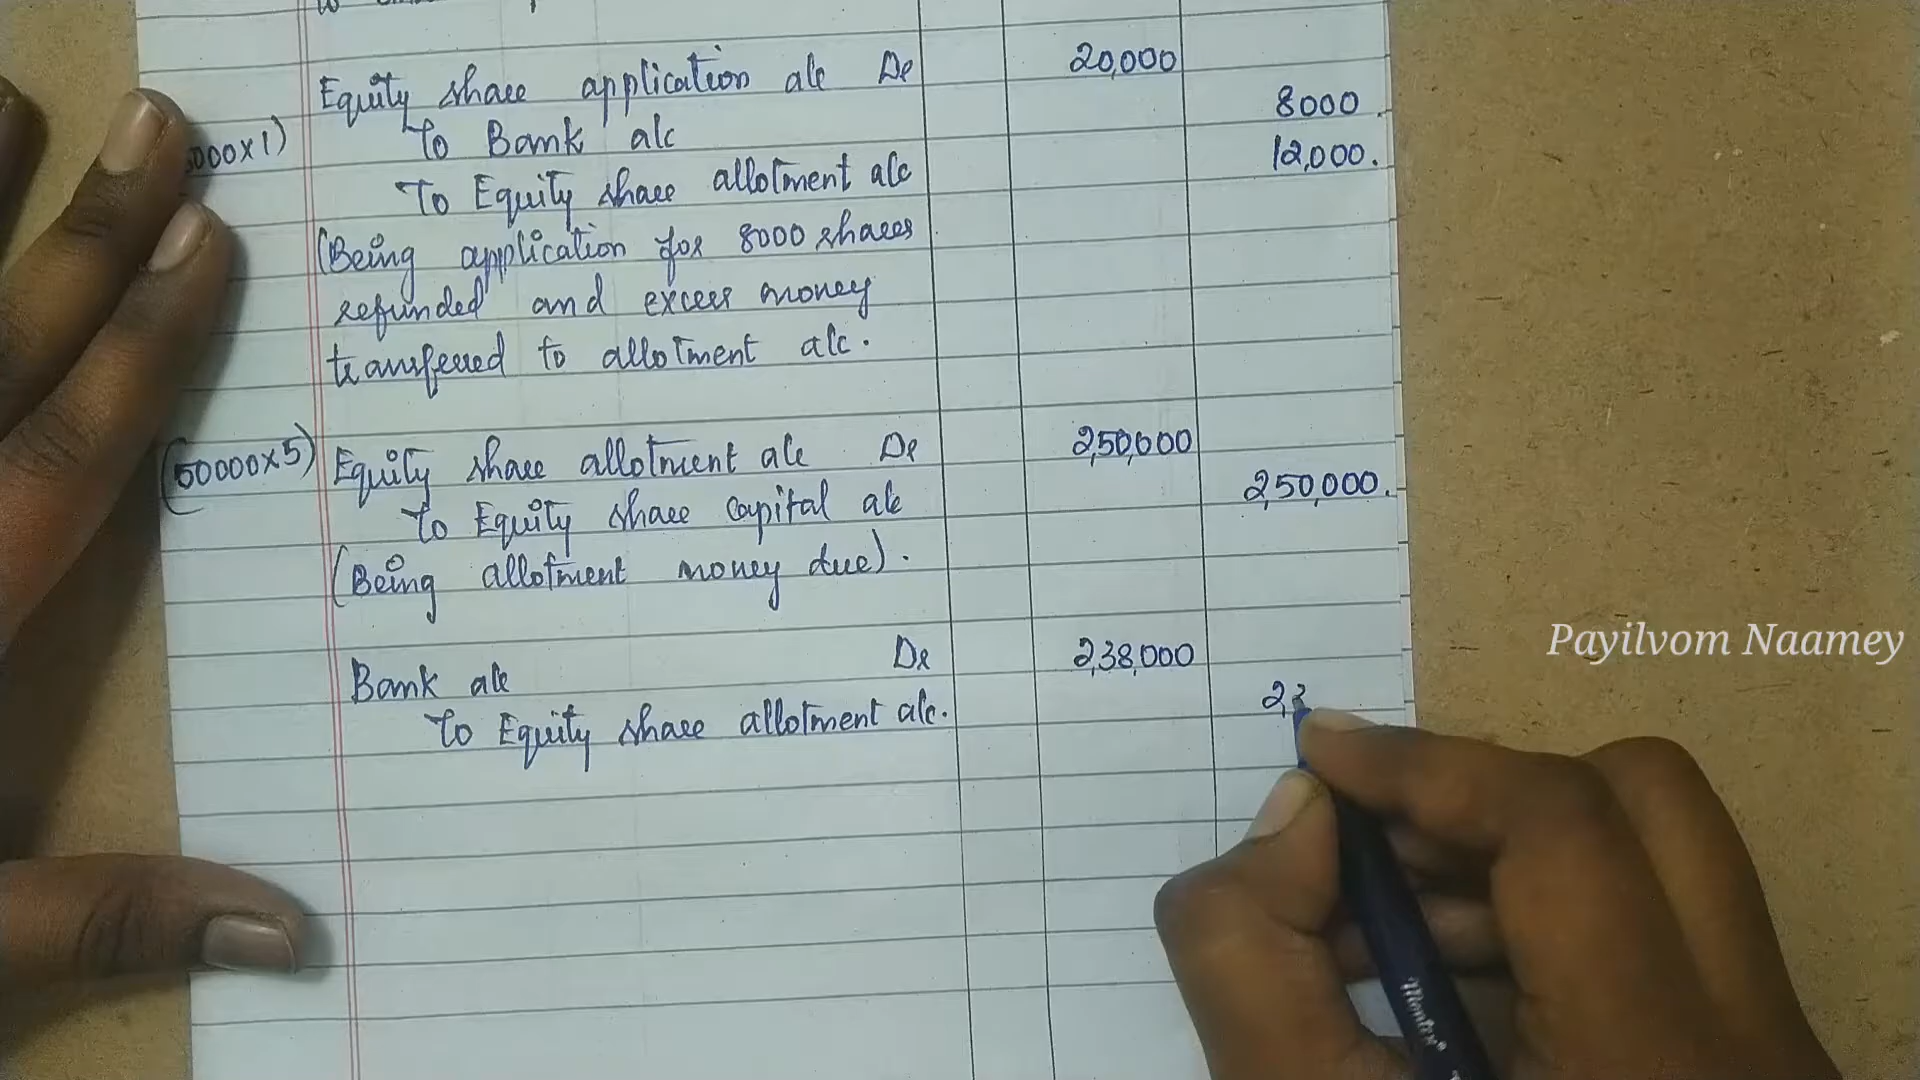 Equity share application a/c Dr 20,000
000x1) To Bank a/c 8000
To Equity share allotment a/c 12,000.
(Being application for 8000 shares
refunded and excess money
transferred to allotment a/c.
(50000x5) Equity share allotment a/c Dr 2,50,000
To Equity share capital a/c 2,50,000.
(Being allotment money due).
Bank a/c Dr 2,38,000
To Equity share allotment a/c. 2,3
Payilvom Naamey
Montex